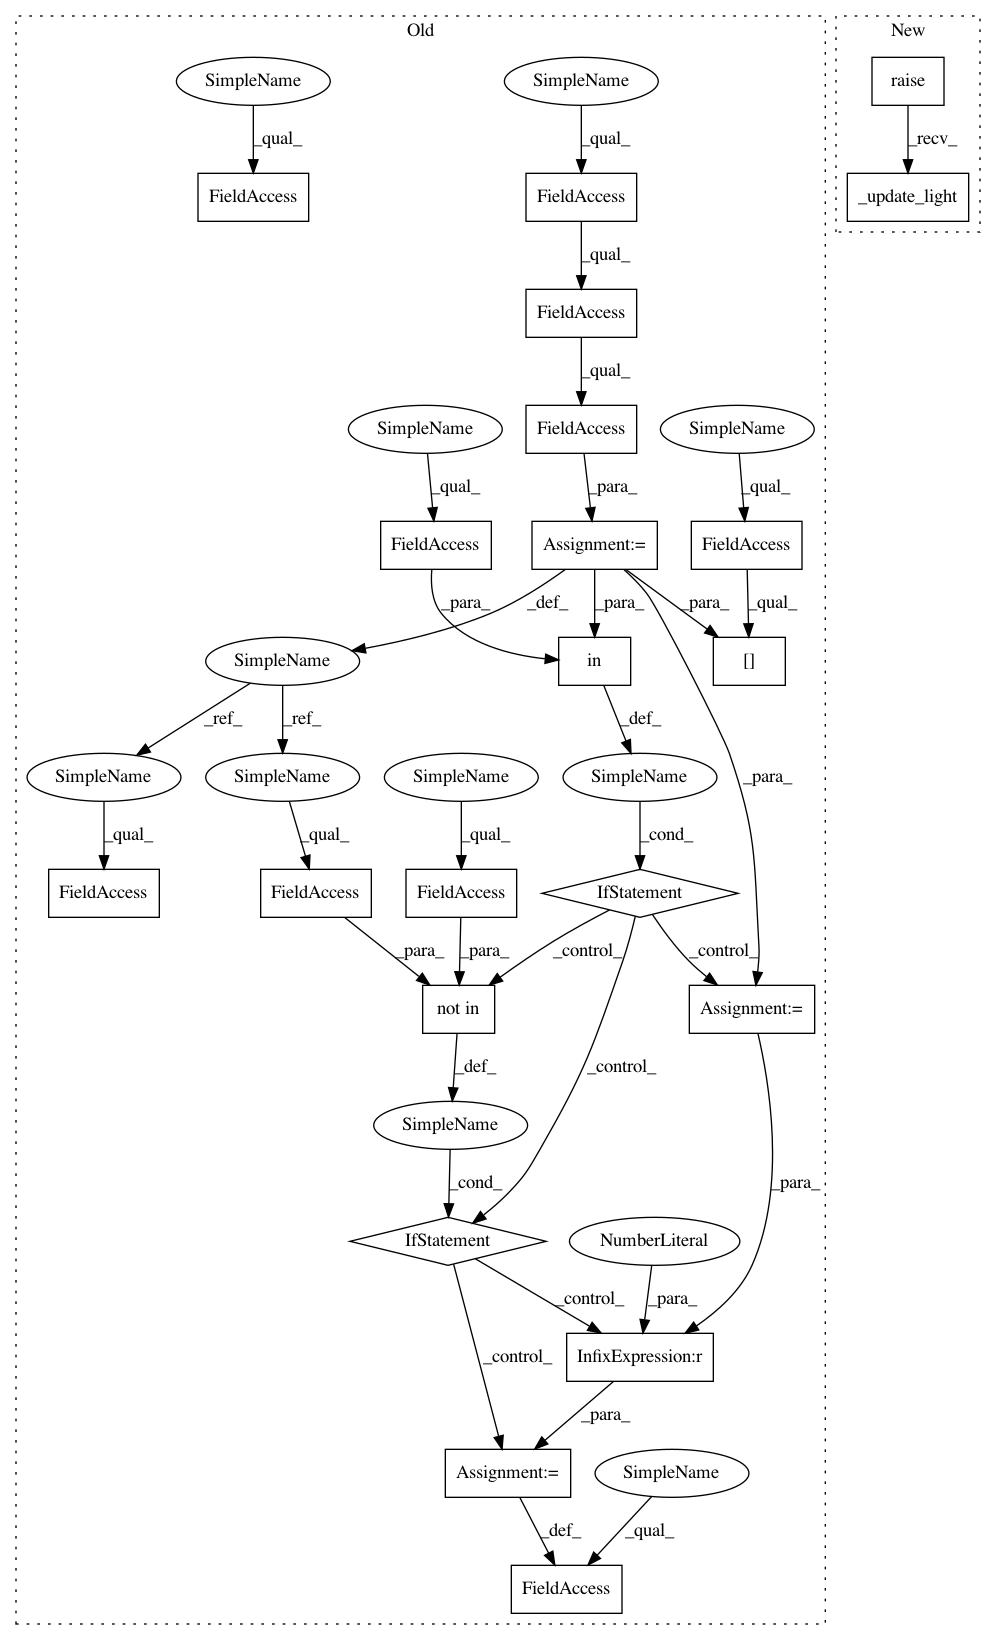 Old
New
SimpleName
SimpleName
raise
_qual_
_qual_
_recv_
FieldAccess
FieldAccess
_update_light
_qual_
FieldAccess
_qual_
SimpleName
FieldAccess
SimpleName
_qual_
_para_
_qual_
FieldAccess
Assignment:=
FieldAccess
_para_
_def_
_para_
_para_
_qual_
SimpleName
in
[]
_ref_
_ref_
_def_
SimpleName
SimpleName
SimpleName
SimpleName
_para_
_qual_
_qual_
_qual_
_cond_
FieldAccess
FieldAccess
FieldAccess
IfStatement
_para_
_para_
_control_
_control_
not in
Assignment:=
_def_
_control_
SimpleName
_cond_
_para_
IfStatement
NumberLiteral
_control_
_para_
_control_
InfixExpression:r
_para_
Assignment:=
SimpleName
_def_
_qual_
FieldAccess